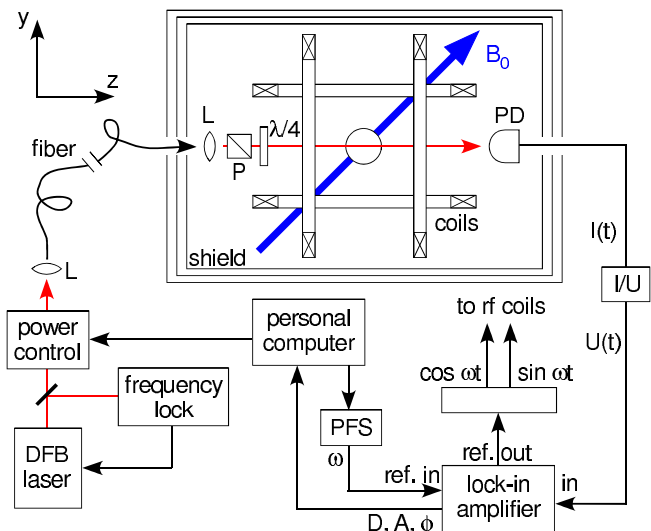 y
z
B0
L
λ/4
PD
fiber
P
coils
shield
I(t)
L
I/U
to rf coils
power
control
personal
computer
U(t)
cos ωt
sin ωt
frequency
lock
PFS
ref. out
DFB
laser
ω
ref. in
lock-in
amplifier
in
D, A, ϕ